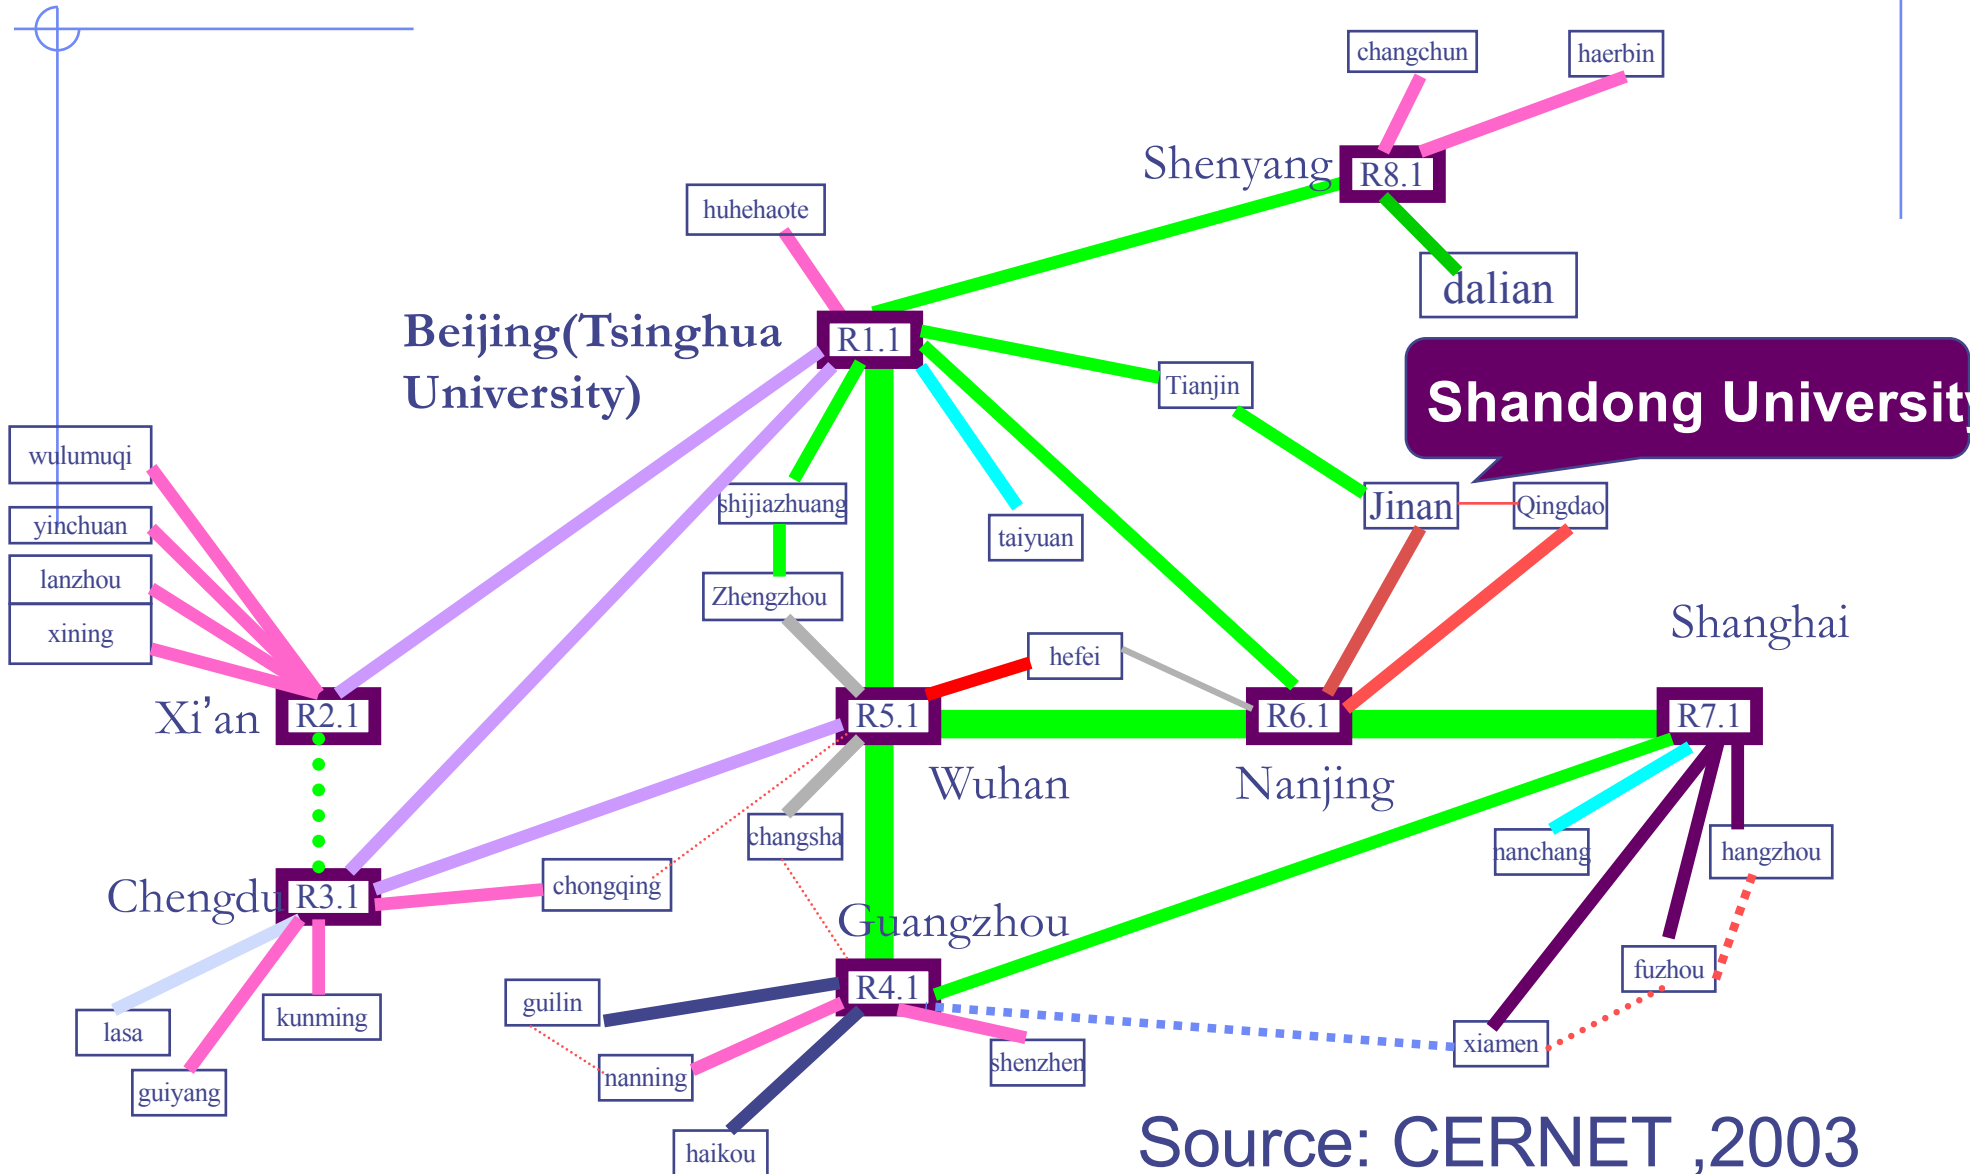 changchun
haerbin
Shenyang
R8.1
huhehaote
dalian
Beijing(Tsinghua
University)
R1.1
Tianjin
Shandong University
wulumuqi
yinchuan
lanzhou
xining
shijiazhuang
taiyuan
Jinan
Qingdao
Zhengzhou
hefei
Shanghai
Xi’an
R2.1
R5.1
R6.1
R7.1
Wuhan
Nanjing
changsha
nanchang
hangzhou
Chengdu
R3.1
chongqing
Guangzhou
R4.1
fuzhou
lasa
kunming
guilin
xiamen
guiyang
nanning
shenzhen
haikou
Source: CERNET ,2003